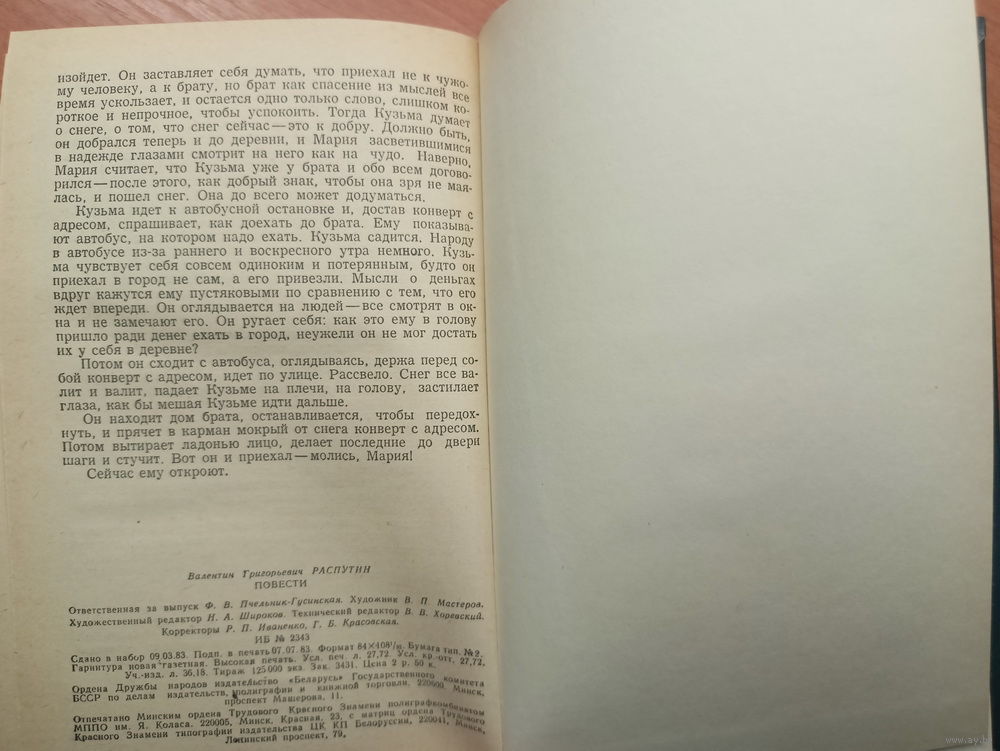 изойдет. Он заставляет себя думать, что приехал не к чужо-
му человеку, а к брату, но брат как спасение из мыслей все
время ускользает, и остается одно только слово, слишком ко-
роткое и непрочное, чтобы успокоить. Тогда Кузьма думает
о снеге, о том, что снег сейчас — это к добру. Должно быть,
он добрался теперь и до деревни, и Мария засветившимися
в надежде глазами смотрит на него как на чудо. Наверно,
Мария считает, что Кузьма уже у брата и обо всем догово-
рился — после этого, как добрый знак, чтобы она зря не мая-
лась, и пошел снег. Она до всего может додуматься.
Кузьма идет к автобусной остановке и, достав конверт с
адресом, спрашивает, как доехать до брата. Ему показыва-
ют автобус, на котором надо ехать. Кузьма садится. Народу
в автобусе из-за раннего и воскресного утра немного. Кузь-
ма чувствует себя совсем одиноким и потерянным, будто он
приехал в город не сам, а его привезли. Мысли о деньгах
вдруг кажутся ему пустяковыми по сравнению с тем, что его
ждет впереди. Он оглядывается на людей — все смотрят в ок-
на и не замечают его. Он ругает себя: как это ему в голову
пришло ради денег ехать в город, неужели он не мог достать
их у себя в деревне?
Потом он сходит с автобуса, оглядываясь, держа перед со-
бой конверт с адресом, идет по улице. Рассвело. Снег все ва-
лит и валит, падает Кузьме на плечи, на голову, застилает
глаза, как бы мешая Кузьме идти дальше.
Он находит дом брата, останавливается, чтобы передох-
нуть, и прячет в карман мокрый от снега конверт с адресом.
Потом вытирает ладонью лицо, делает последние до двери
шаги и стучит. Вот он и приехал — молись, Мария!
Сейчас ему откроют.
Валентин Григорьевич РАСПУТИН
ПОВЕСТИ
Ответственная за выпуск Ф. В. Пчельник-Гусинская. Художник В. П. Мастеров.
Художественный редактор Н. А. Широков. Технический редактор В. В. Хоревский.
Корректоры Р. П. Иваненко, Г. Б. Красовская.
ИБ № 2343
Сдано в набор 09.03.83. Подп. в печать 07.07.83. Формат 84×108¹/₃₂. Бумага тип. № 2.
Гарнитура новая газетная. Высокая печать. Усл. печ. л. 27,72. Усл. кр.-отт. 27,72.
Уч.-изд. л. 36,18. Тираж 125 000 экз. Зак. 3431. Цена 2 р. 60 к.
Ордена Дружбы народов издательство «Беларусь» Государственного комитета
БССР по делам издательств, полиграфии и книжной торговли. 220600, Минск,
проспект Машерова, 11.
Отпечатано Минским ордена Трудового Красного Знамени полиграфкомбинатом
МППО им. Я. Коласа. 220005, Минск, Красная, 23, с матриц ордена Трудового
Красного Знамени типографии издательства ЦК КП Белоруссии, 220041, Минск,
Ленинский проспект, 79.